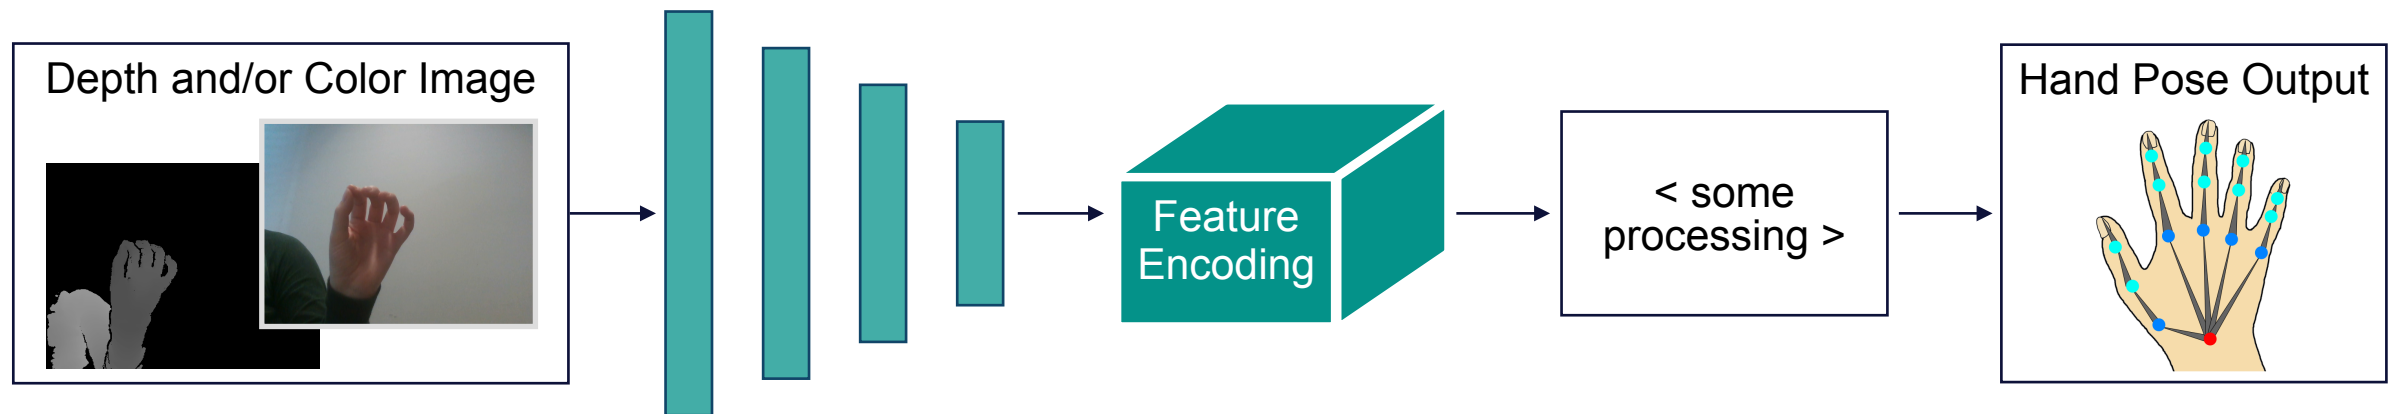 Depth and/or Color Image
Feature
Encoding
< some
processing >
Hand Pose Output